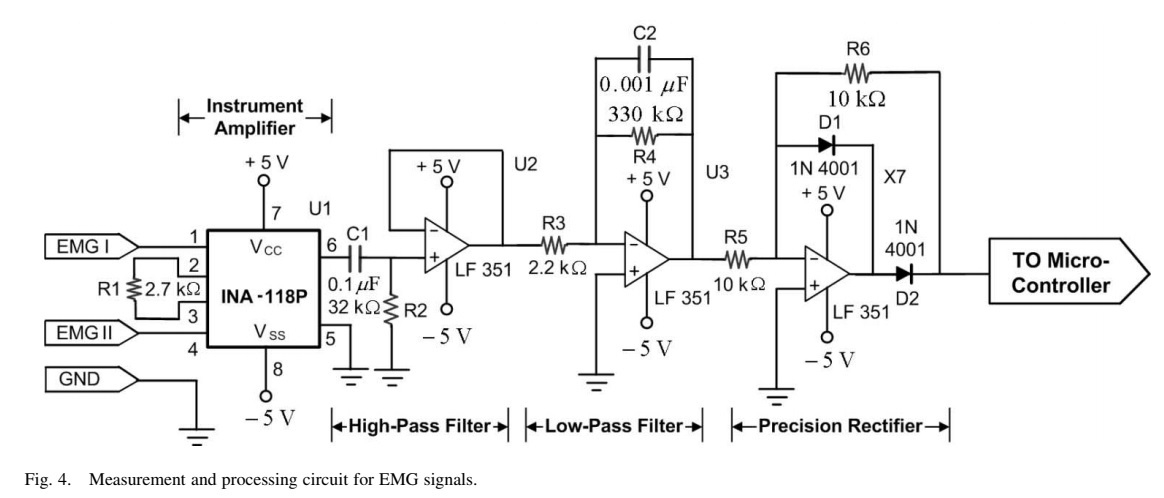 C2
0.001 μF
330 kΩ
R4
+ 5 V
U3
R6
10 kΩ
D1
1N 4001
X7
+ 5 V
Instrument
Amplifier
+ 5 V
7
U1
+ 5 V
U2
EMG I
1
VCC
6
C1
0.1 μF
32 kΩ
R2
LF 351
− 5 V
R3
2.2 kΩ
LF 351
− 5 V
R5
10 kΩ
1N
4001
D2
LF 351
− 5 V
TO Micro-
Controller
2
R1
2.7 kΩ
INA -118P
3
EMG II
4
VSS
5
8
− 5 V
GND
High-Pass Filter
Low-Pass Filter
Precision Rectifier
Fig. 4. Measurement and processing circuit for EMG signals.